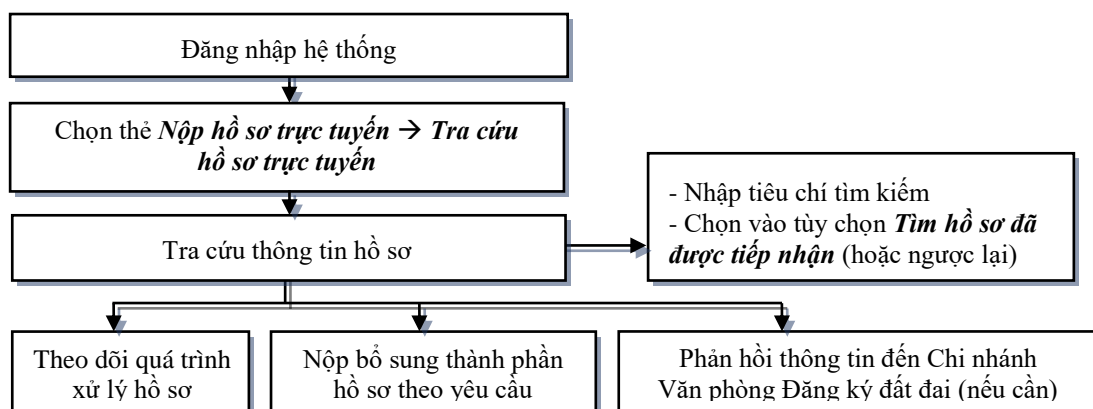 Đăng nhập hệ thống
Chọn thẻ Nộp hồ sơ trực tuyến → Tra cứu
hồ sơ trực tuyến
- Nhập tiêu chí tìm kiếm
- Chọn vào tùy chọn Tìm hồ sơ đã
được tiếp nhận (hoặc ngược lại)
Tra cứu thông tin hồ sơ
Theo dõi quá trình
xử lý hồ sơ
Nộp bổ sung thành phần
hồ sơ theo yêu cầu
Phản hồi thông tin đến Chi nhánh
Văn phòng Đăng ký đất đai (nếu cần)